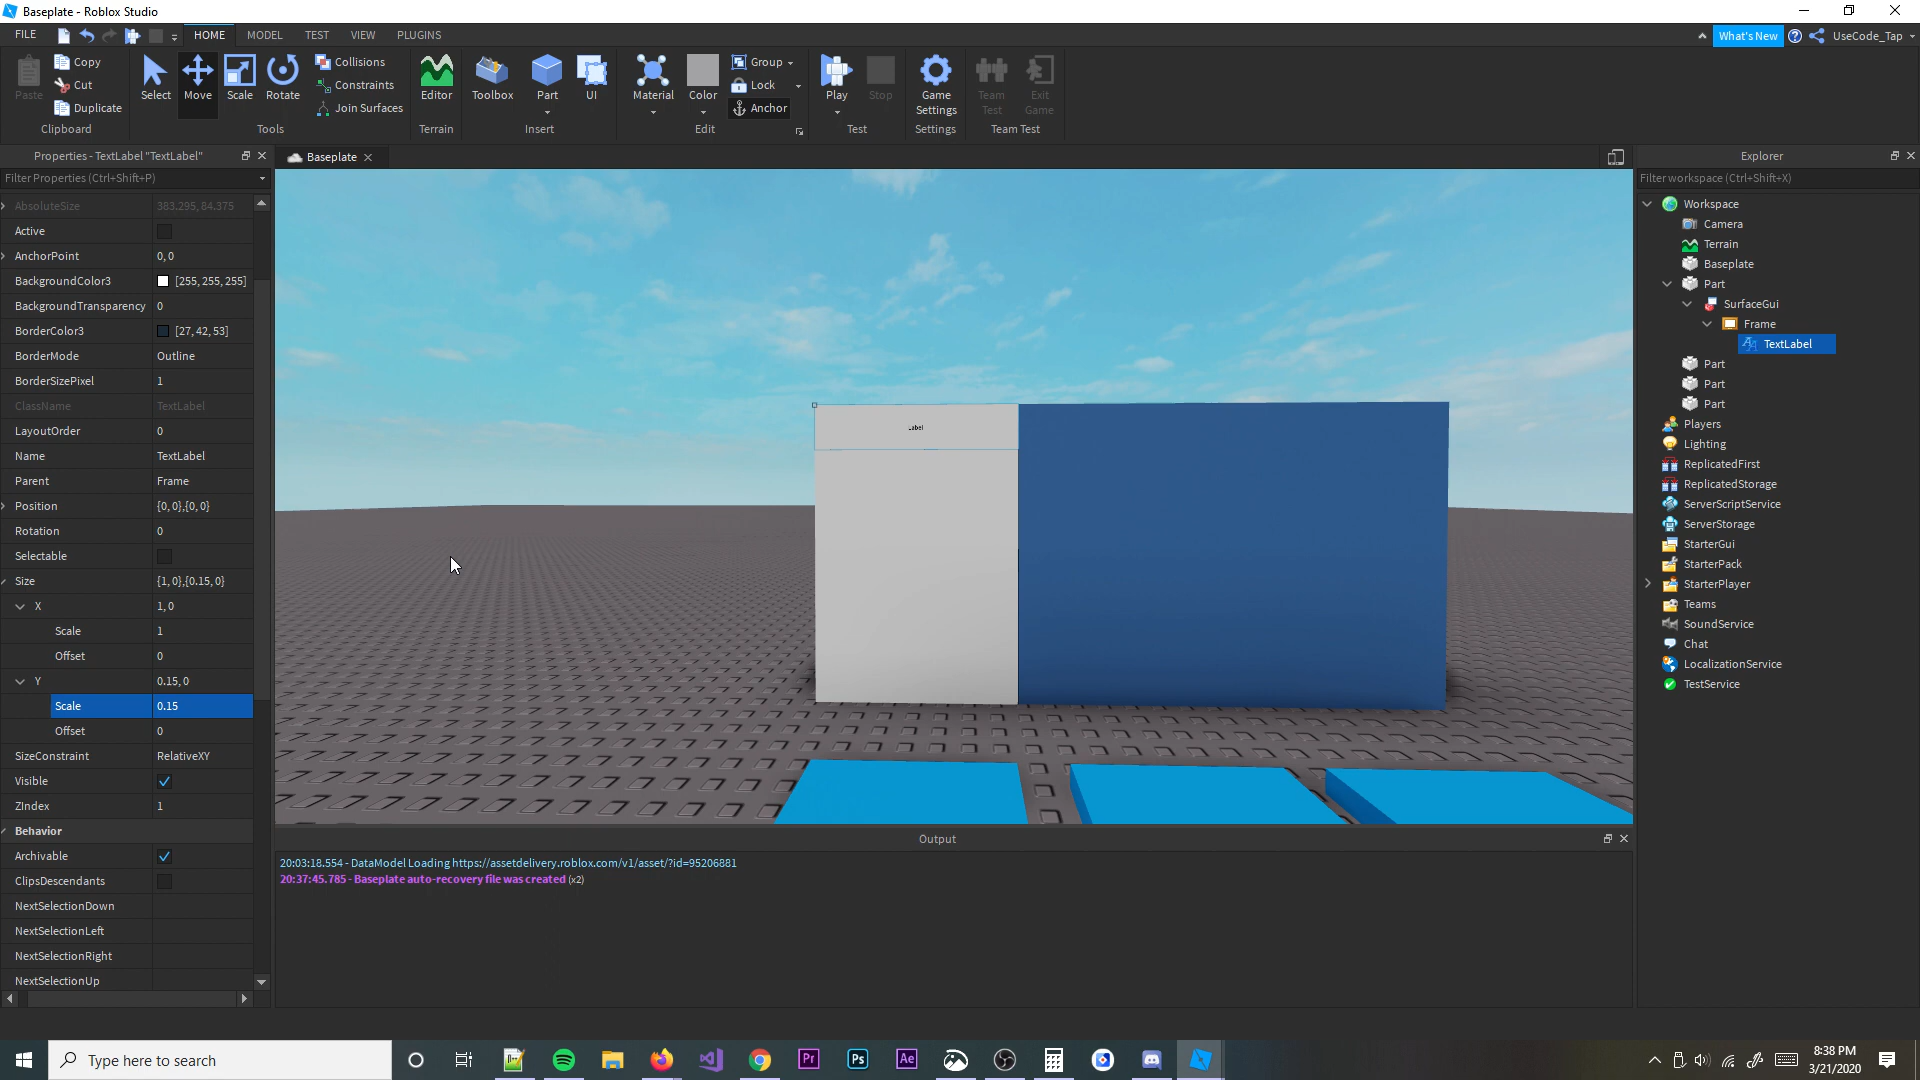 Baseplate - Roblox Studio
FILE HOME MODEL TEST VIEW PLUGINS What's New UseCode_Tap
Paste Copy Cut Duplicate Clipboard
Select Move Scale Rotate Collisions Constraints Join Surfaces Tools
Editor Terrain
Toolbox Part UI Insert
Material Color Group Lock Anchor Edit
Play Stop Test
Game Settings Settings
Team Test Exit Game Team Test
Properties - TextLabel "TextLabel"
Filter Properties (Ctrl+Shift+P)
AbsoluteSize 383.295, 84.375
Active
AnchorPoint 0, 0
BackgroundColor3 [255, 255, 255]
BackgroundTransparency 0
BorderColor3 [27, 42, 53]
BorderMode Outline
BorderSizePixel 1
ClassName TextLabel
LayoutOrder 0
Name TextLabel
Parent Frame
Position {0, 0},{0, 0}
Rotation 0
Selectable
Size {1, 0},{0.15, 0}
X 1, 0
Scale 1
Offset 0
Y 0.15, 0
Scale 0.15
Offset 0
SizeConstraint RelativeXY
Visible
ZIndex 1
Behavior
Archivable
ClipsDescendants
NextSelectionDown
NextSelectionLeft
NextSelectionRight
NextSelectionUp
Baseplate
Label
Output
20:03:18.554 - DataModel Loading https://assetdelivery.roblox.com/v1/asset/?id=95206881
20:37:45.785 - Baseplate auto-recovery file was created (x2)
Explorer
Filter workspace (Ctrl+Shift+X)
Workspace
Camera
Terrain
Baseplate
Part
SurfaceGui
Frame
TextLabel
Part
Part
Part
Players
Lighting
ReplicatedFirst
ReplicatedStorage
ServerScriptService
ServerStorage
StarterGui
StarterPack
StarterPlayer
Teams
SoundService
Chat
LocalizationService
TestService
Type here to search
Pr Ps Ae
8:38 PM
3/21/2020